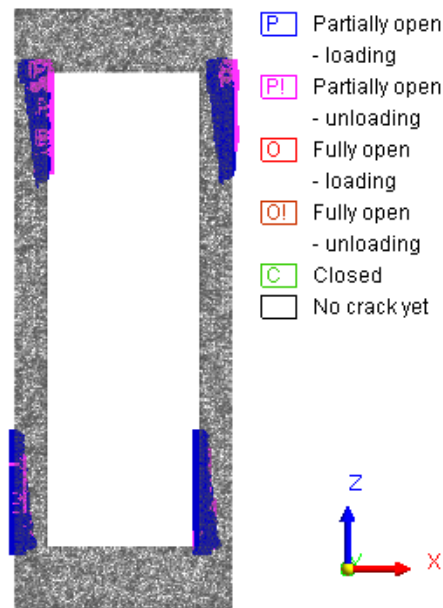 P Partially open
- loading
P! Partially open
- unloading
O Fully open
- loading
O! Fully open
- unloading
C Closed
No crack yet
Z
Y
X